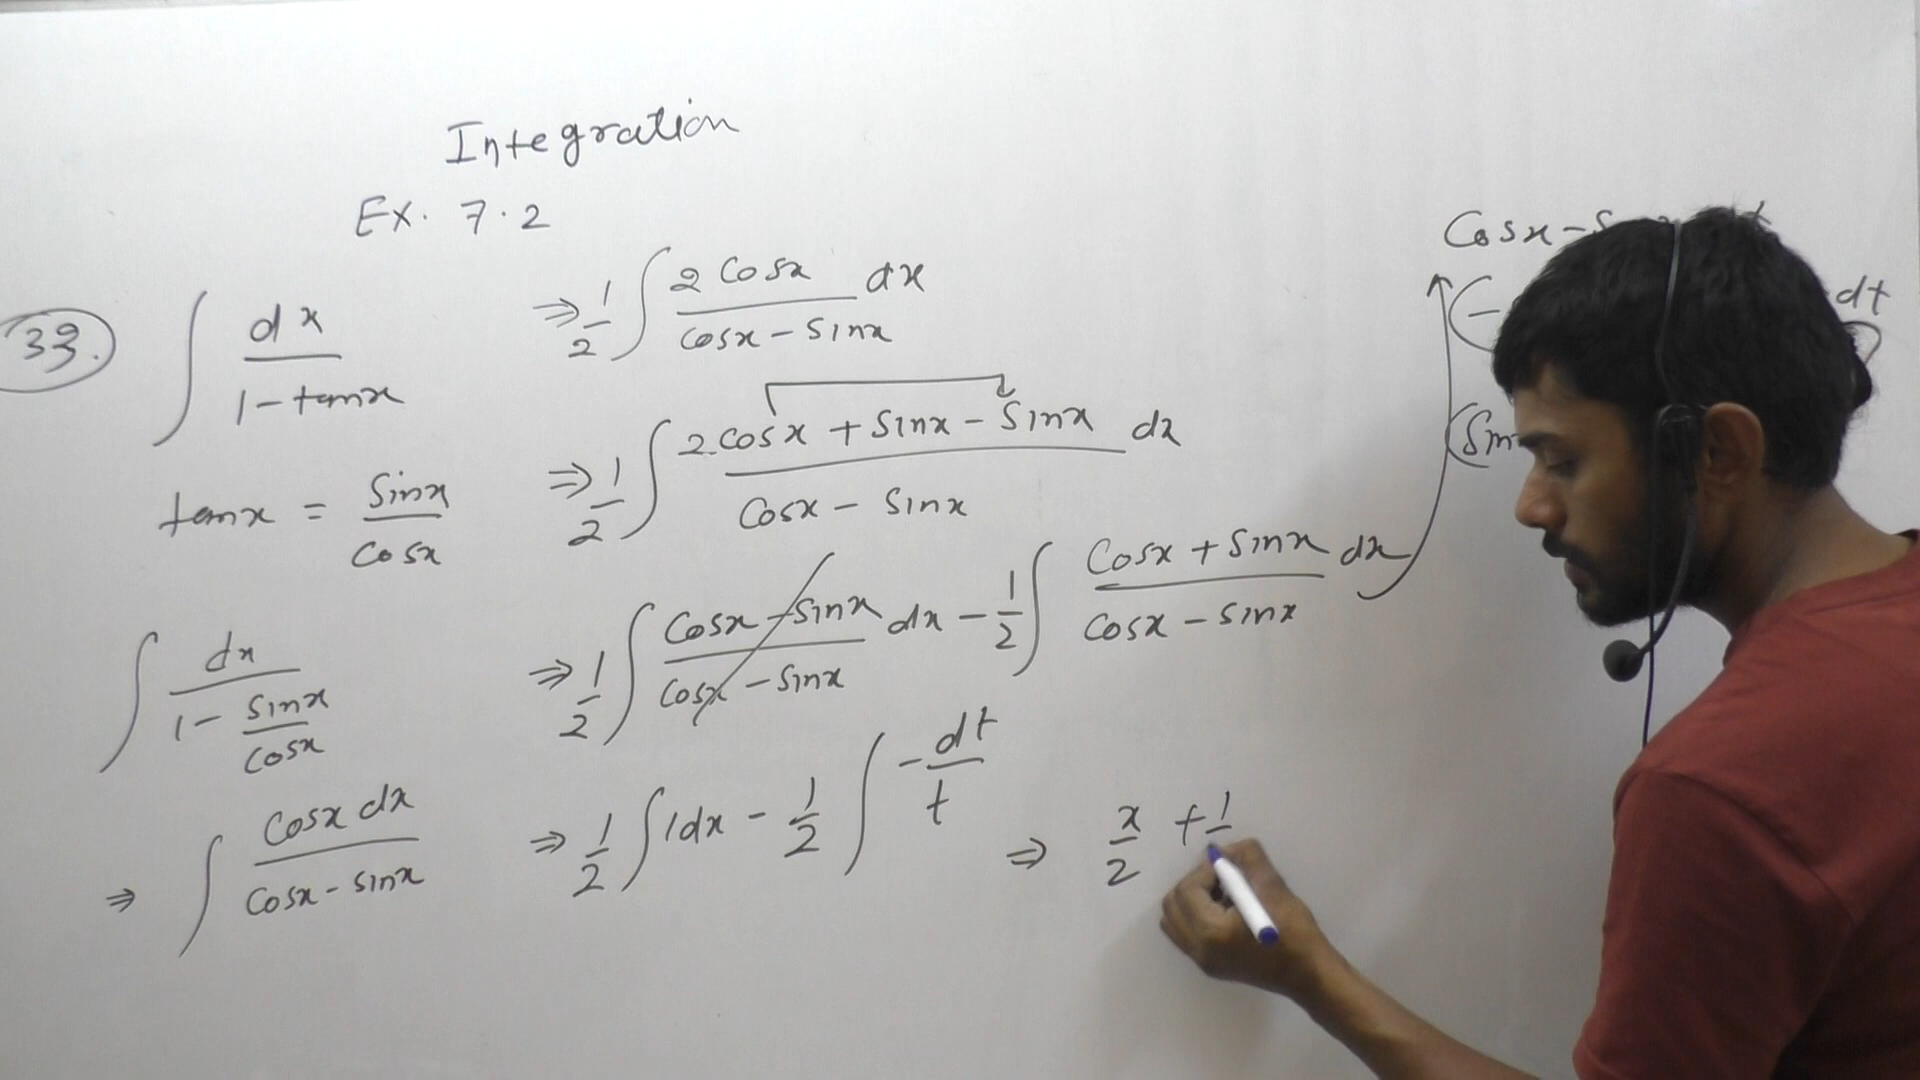 Integration
Ex. 7.2
33.
∫ dx / (1 - tanx)
tanx = sinx / cosx
∫ dx / (1 - sinx/cosx)
⇒ ∫ cosx dx / (cosx - sinx)
⇒ 1/2 ∫ 2cosx / (cosx - sinx) dx
⇒ 1/2 ∫ (2cosx + sinx - sinx) / (cosx - sinx) dx
⇒ 1/2 ∫ (cosx - sinx) / (cosx - sinx) dx - 1/2 ∫ (cosx + sinx) / (cosx - sinx) dx
⇒ 1/2 ∫ 1dx - 1/2 ∫ -dt / t
⇒ x/2 + 1
Cosx -
(- dt
(Sin